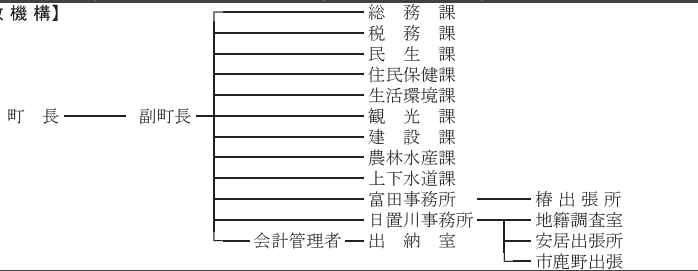 機構】
総務課
税務課
民生課
住民保健課
生活環境課
町長 副町長 観光課
建設課
農林水産課
上下水道課
富田事務所 椿出張所
日置川事務所 地籍調査室
会計管理者 出納室 安居出張所
市鹿野出張